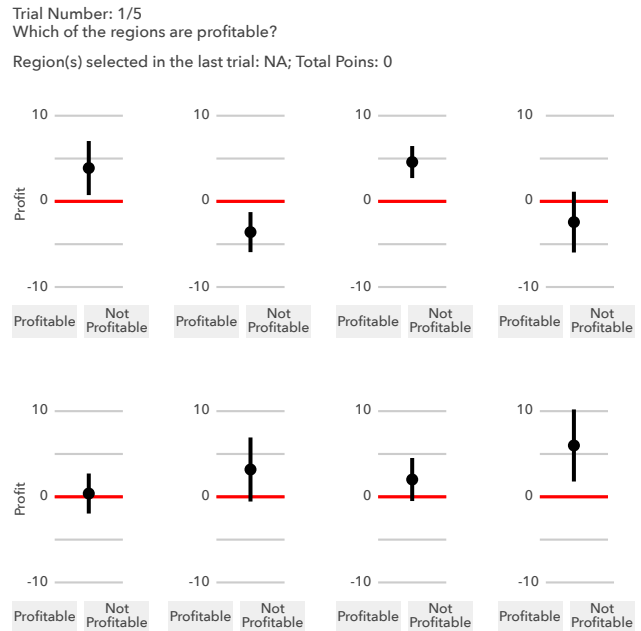 Trial Number: 1/5
Which of the regions are profitable?
Region(s) selected in the last trial: NA; Total Poins: 0
10 10 10 10
Profit
0 0 0 0
-10 -10 -10 -10
Profitable Not Profitable Profitable Not Profitable Profitable Not Profitable Profitable Not Profitable
10 10 10 10
Profit
0 0 0 0
-10 -10 -10 -10
Profitable Not Profitable Profitable Not Profitable Profitable Not Profitable Profitable Not Profitable